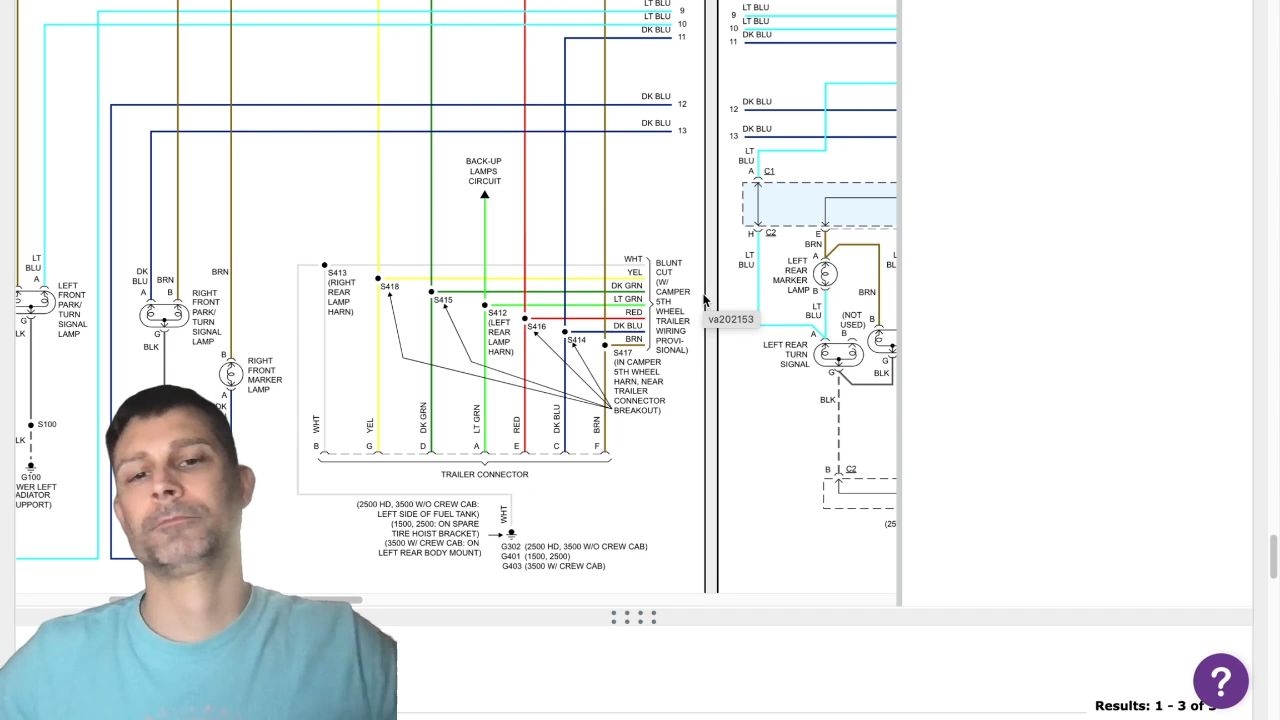 LT BLU
9
LT BLU
10
DK BLU
11
DK BLU
12
DK BLU
13
LT BLU
9
LT BLU
10
DK BLU
11
DK BLU
12
DK BLU
13
LT
BLU
A
C1
H
C2
LT
BLU
E
BRN
A
LEFT
REAR
MARKER
LAMP
B
LT
BLU
BRN
(NOT
USED)
A
B
B
LEFT REAR
TURN
SIGNAL
G
G
BLK
BLK
B
C2
(25
BACK-UP
LAMPS
CIRCUIT
LT
BLU
A
LEFT
FRONT
PARK/
TURN
SIGNAL
LAMP
G
LK
S100
LK
G100
WER LEFT
ADIATOR
UPPORT)
DK
BLU
BRN
A
B
RIGHT
FRONT
PARK/
TURN
SIGNAL
LAMP
G
BLK
BRN
B
RIGHT
FRONT
MARKER
LAMP
A
DK
S413
(RIGHT
REAR
LAMP
HARN)
S418
S415
S412
(LEFT
REAR
LAMP
HARN)
S416
S414
S417
(IN CAMPER
5TH WHEEL
HARN, NEAR
TRAILER
CONNECTOR
BREAKOUT)
WHT
YEL
DK GRN
LT GRN
RED
DK BLU
BRN
BLUNT
CUT
(W/
CAMPER
5TH
WHEEL
TRAILER
WIRING
PROVI-
SIONAL)
va202153
WHT
YEL
DK GRN
LT GRN
RED
DK BLU
BRN
B
G
D
A
E
C
F
TRAILER CONNECTOR
(2500 HD, 3500 W/O CREW CAB:
LEFT SIDE OF FUEL TANK)
(1500, 2500: ON SPARE
TIRE HOIST BRACKET)
(3500 W/ CREW CAB: ON
LEFT REAR BODY MOUNT)
WHT
G302 (2500 HD, 3500 W/O CREW CAB)
G401 (1500, 2500)
G403 (3500 W/ CREW CAB)
?
Results: 1 - 3 of